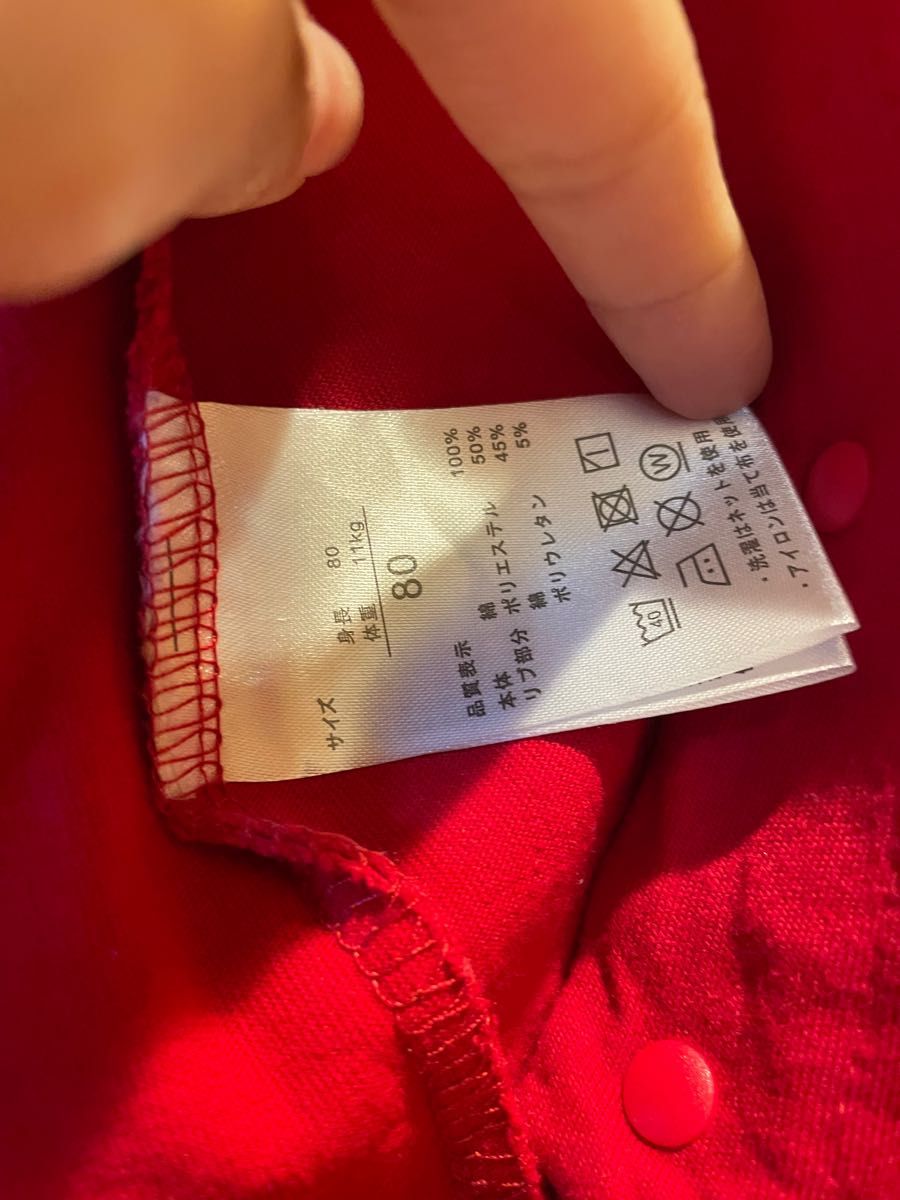 サイズ
身長 80
体重 11kg
80
品質表示
本体 綿 100%
リブ部分 ポリエステル 50%
綿 45%
ポリウレタン 5%
40
W
・洗濯はネットを使用
・アイロンは当て布を使用